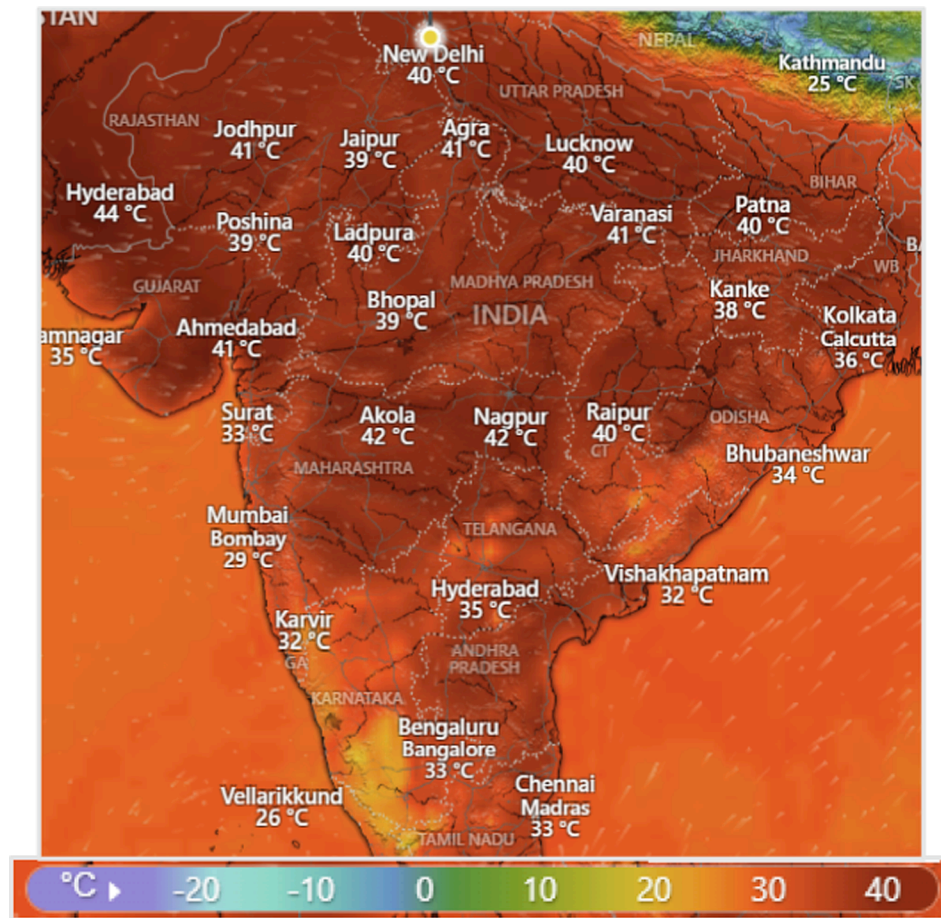 STAN
NEPAL
New Delhi
40 °C
Kathmandu
25 °C
SK
UTTAR PRADESH
RAJASTHAN
Jodhpur
41 °C
Jaipur
39 °C
Agra
41 °C
Lucknow
40 °C
BIHAR
Hyderabad
44 °C
Poshina
39 °C
Ladpura
40 °C
Varanasi
41 °C
Patna
40 °C
BA
JHARKHAND
WB
GUJARAT
MADHYA PRADESH
INDIA
Bhopal
39 °C
Kanke
38 °C
Kolkata
Calcutta
36 °C
amnagar
35 °C
Ahmedabad
41 °C
Surat
33 °C
Akola
42 °C
Nagpur
42 °C
Raipur
40 °C
CT
ODISHA
Bhubaneshwar
34 °C
MAHARASHTRA
Mumbai
Bombay
29 °C
TELANGANA
Hyderabad
35 °C
Vishakhapatnam
32 °C
Karvir
32 °C
GA
ANDHRA
PRADESH
KARNATAKA
Bengaluru
Bangalore
33 °C
Vellarikkund
26 °C
Chennai
Madras
33 °C
TAMIL NADU
°C -20 -10 0 10 20 30 40